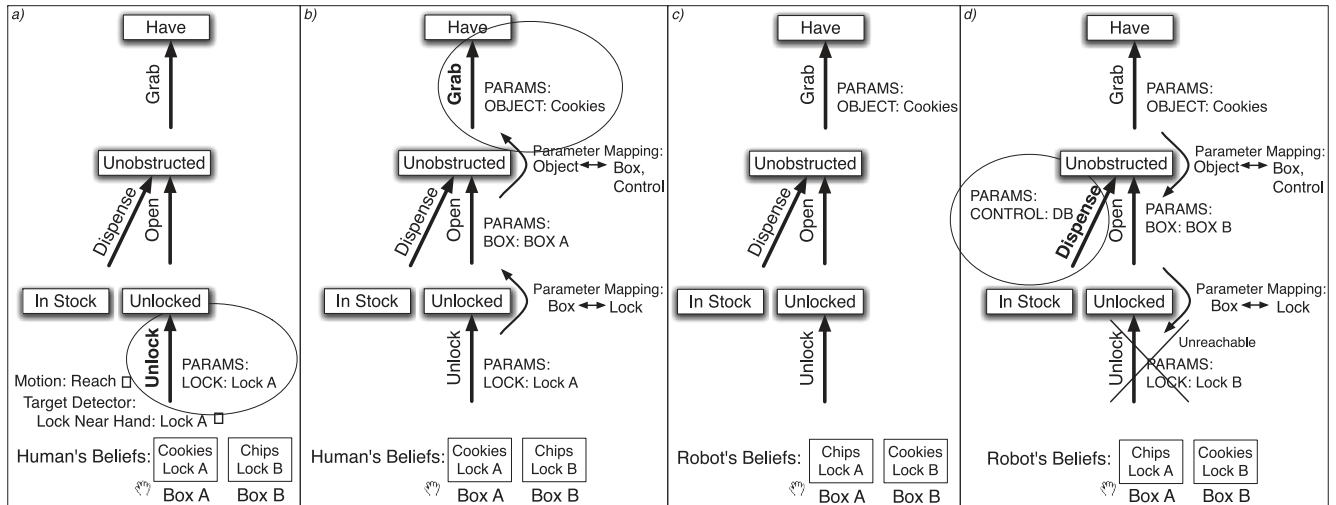 a)
Have
Grab
Unobstructed
Dispense
Open
In Stock
Unlocked
Unlock
PARAMS:
LOCK: Lock A
Motion: Reach
Target Detector:
Lock Near Hand: Lock A
Human's Beliefs:
Cookies
Lock A
Box A
Chips
Lock B
Box B
b)
Have
Grab
PARAMS:
OBJECT: Cookies
Unobstructed
Parameter Mapping:
Object Box,
Control
Dispense
Open
PARAMS:
BOX: BOX A
In Stock
Unlocked
Parameter Mapping:
Box Lock
Unlock
PARAMS:
LOCK: Lock A
Human's Beliefs:
Cookies
Lock A
Box A
Chips
Lock B
Box B
c)
Have
Grab
PARAMS:
OBJECT: Cookies
Unobstructed
Dispense
Open
In Stock
Unlocked
Unlock
Robot's Beliefs:
Chips
Lock A
Box A
Cookies
Lock B
Box B
d)
Have
Grab
PARAMS:
OBJECT: Cookies
Unobstructed
Parameter Mapping:
Object Box,
Control
PARAMS:
CONTROL: DB
Dispense
Open
PARAMS:
BOX: BOX B
In Stock
Unlocked
Parameter Mapping:
Box Lock
Unreachable
Unlock
PARAMS:
LOCK: Lock B
Robot's Beliefs:
Chips
Lock A
Box A
Cookies
Lock B
Box B